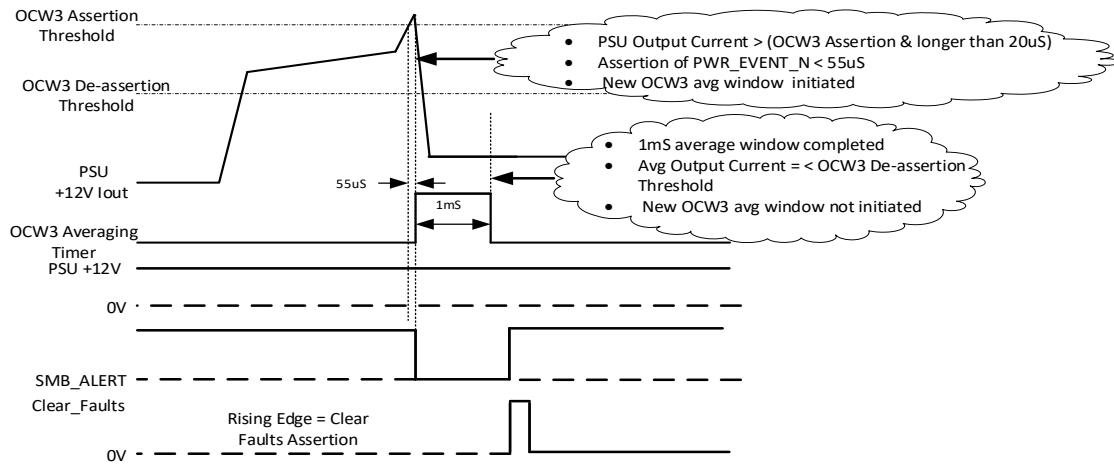 OCW3 Assertion
Threshold
• PSU Output Current > (OCW3 Assertion & longer than 20uS)
• Assertion of PWR_EVENT_N < 55uS
• New OCW3 avg window initiated
OCW3 De-assertion
Threshold
• 1mS average window completed
• Avg Output Current = < OCW3 De-assertion
Threshold
• New OCW3 avg window not initiated
PSU
+12V Iout
55uS
1mS
OCW3 Averaging
Timer
PSU +12V
0V
SMB_ALERT
Clear_Faults
Rising Edge = Clear
Faults Assertion
0V